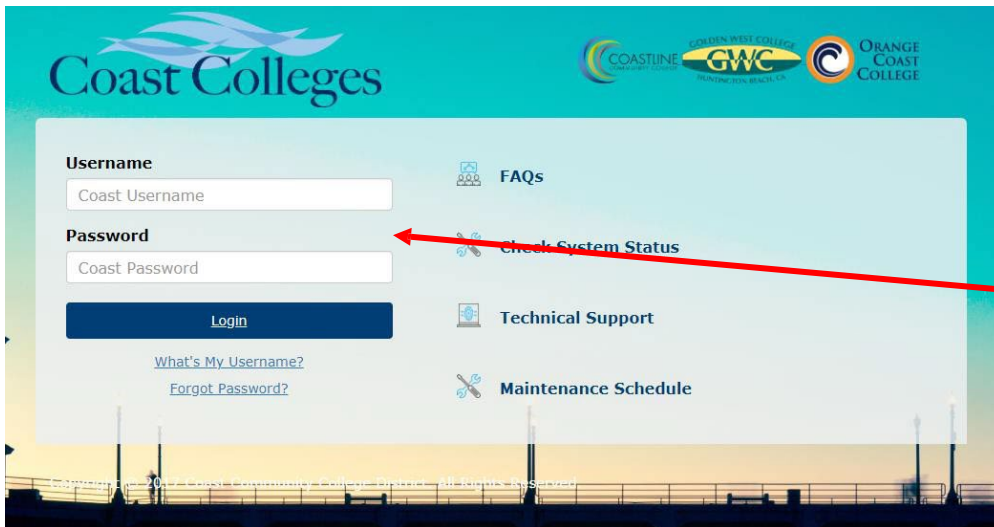 Coast Colleges
COASTLINE
COMMUNITY COLLEGE
GOLDEN WEST COLLEGE
GWC
HUNTINGTON BEACH, CA
ORANGE
COAST
COLLEGE
Username
Coast Username
Password
Coast Password
Login
What's My Username?
Forgot Password?
FAQs
Check System Status
Technical Support
Maintenance Schedule
Copyright © 2017 Coast Community College District. All Rights Reserved